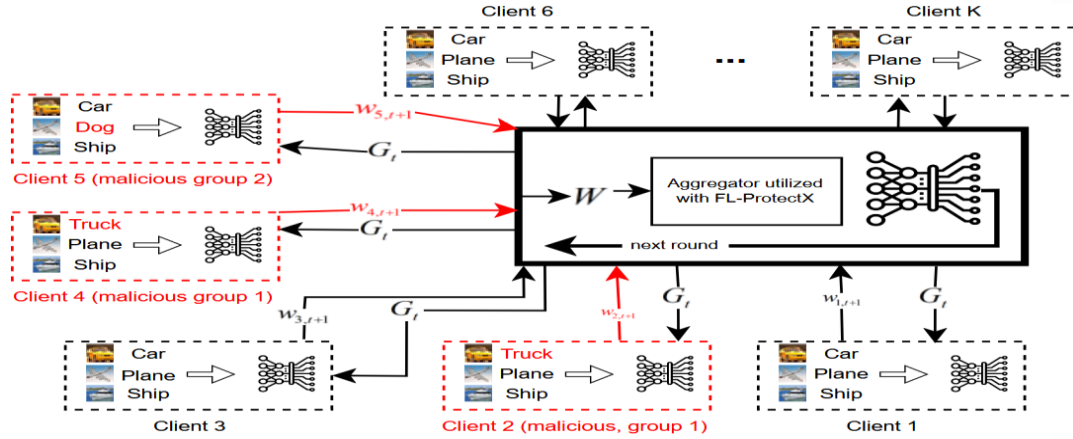 Client 6
Car
Plane
Ship
...
Client K
Car
Plane
Ship
Car
Dog
Ship
Client 5 (malicious group 2)
w5,t+1
Gt
Truck
Plane
Ship
Client 4 (malicious group 1)
w4,t+1
Gt
W
Aggregator utilized
with FL-ProtectX
next round
w3,t+1
Gt
w2,t+1
Gt
w1,t+1
Gt
Car
Plane
Ship
Client 3
Truck
Plane
Ship
Client 2 (malicious, group 1)
Car
Plane
Ship
Client 1